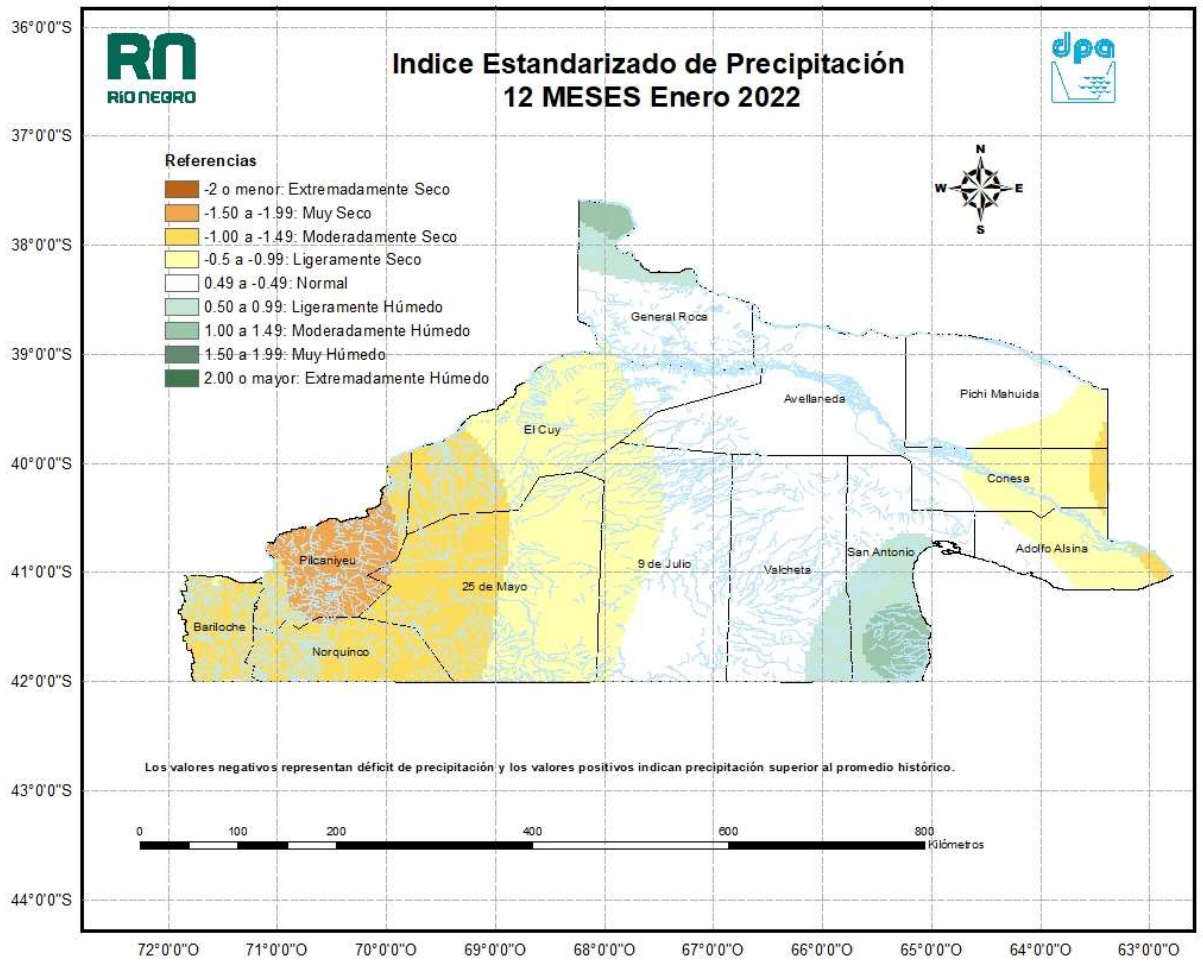 RN
RÍO NEGRO
Indice Estandarizado de Precipitación
12 MESES Enero 2022
dpa
Referencias
-2 o menor: Extremadamente Seco
-1.50 a -1.99: Muy Seco
-1.00 a -1.49: Moderadamente Seco
-0.5 a -0.99: Ligeramente Seco
0.49 a -0.49: Normal
0.50 a 0.99: Ligeramente Húmedo
1.00 a 1.49: Moderadamente Húmedo
1.50 a 1.99: Muy Húmedo
2.00 o mayor: Extremadamente Húmedo
N
W E
S
36°0'0"S
37°0'0"S
38°0'0"S
39°0'0"S
40°0'0"S
41°0'0"S
42°0'0"S
43°0'0"S
44°0'0"S
General Roca
Avellaneda
Pichi Mahuida
El Cuy
Conesa
Pilcaniyeu
25 de Mayo
9 de Julio
Valcheta
San Antonio
Adolfo Alsina
Bariloche
Norquinco
Los valores negativos representan déficit de precipitación y los valores positivos indican precipitación superior al promedio histórico.
0 100 200 400 600 800
Kilómetros
72°0'0"O 71°0'0"O 70°0'0"O 69°0'0"O 68°0'0"O 67°0'0"O 66°0'0"O 65°0'0"O 64°0'0"O 63°0'0"O